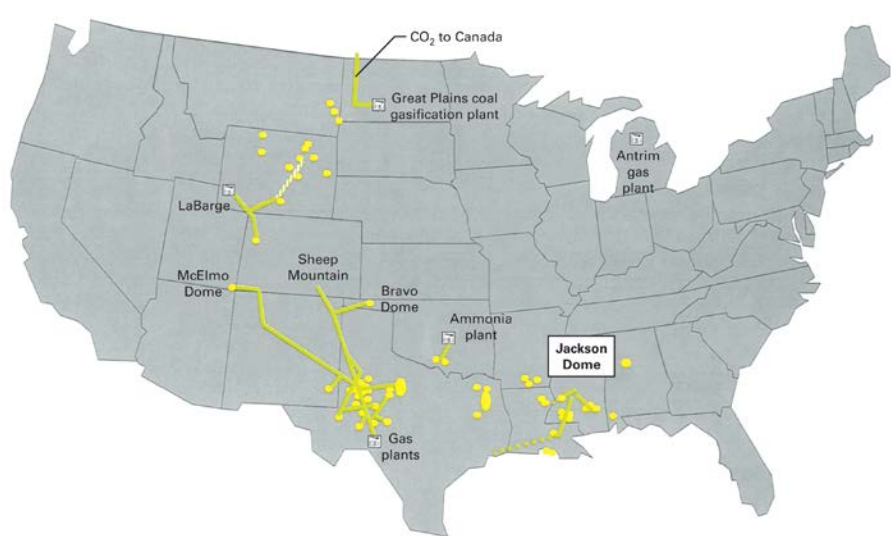 CO₂ to Canada
Great Plains coal
gasification plant
Antrim
gas
plant
LaBarge
Sheep
Mountain
McElmo
Dome
Bravo
Dome
Ammonia
plant
Jackson
Dome
Gas
plants